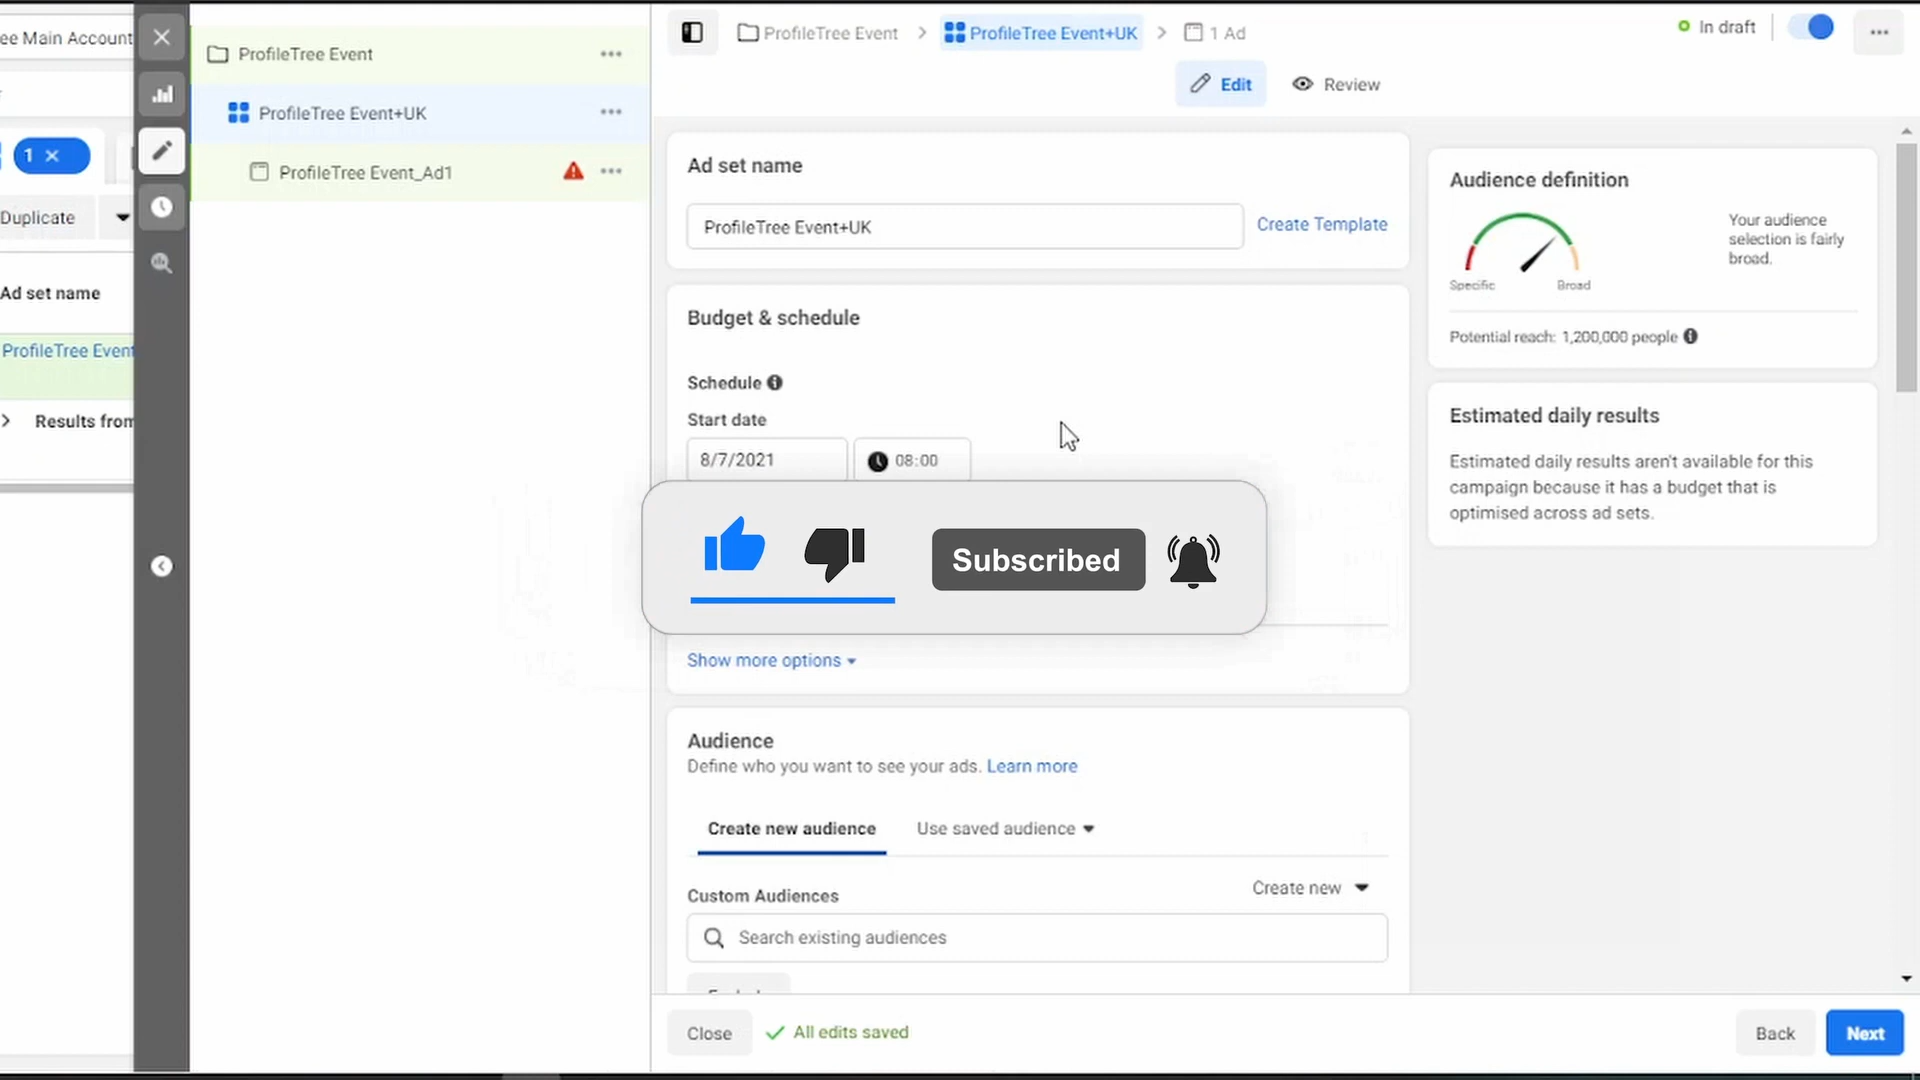 ee Main Account
1
Duplicate
Ad set name
ProfileTree Event
Results from
ProfileTree Event
ProfileTree Event+UK
ProfileTree Event_Ad1
ProfileTree Event
ProfileTree Event+UK
1 Ad
In draft
Edit
Review
Ad set name
ProfileTree Event+UK
Create Template
Budget & schedule
Schedule
Start date
8/7/2021
08:00
Subscribed
Show more options
Audience
Define who you want to see your ads. Learn more
Create new audience
Use saved audience
Custom Audiences
Create new
Search existing audiences
Close
All edits saved
Back
Next
Audience definition
Your audience
selection is fairly
broad.
Specific
Broad
Potential reach: 1,200,000 people
Estimated daily results
Estimated daily results aren't available for this
campaign because it has a budget that is
optimised across ad sets.